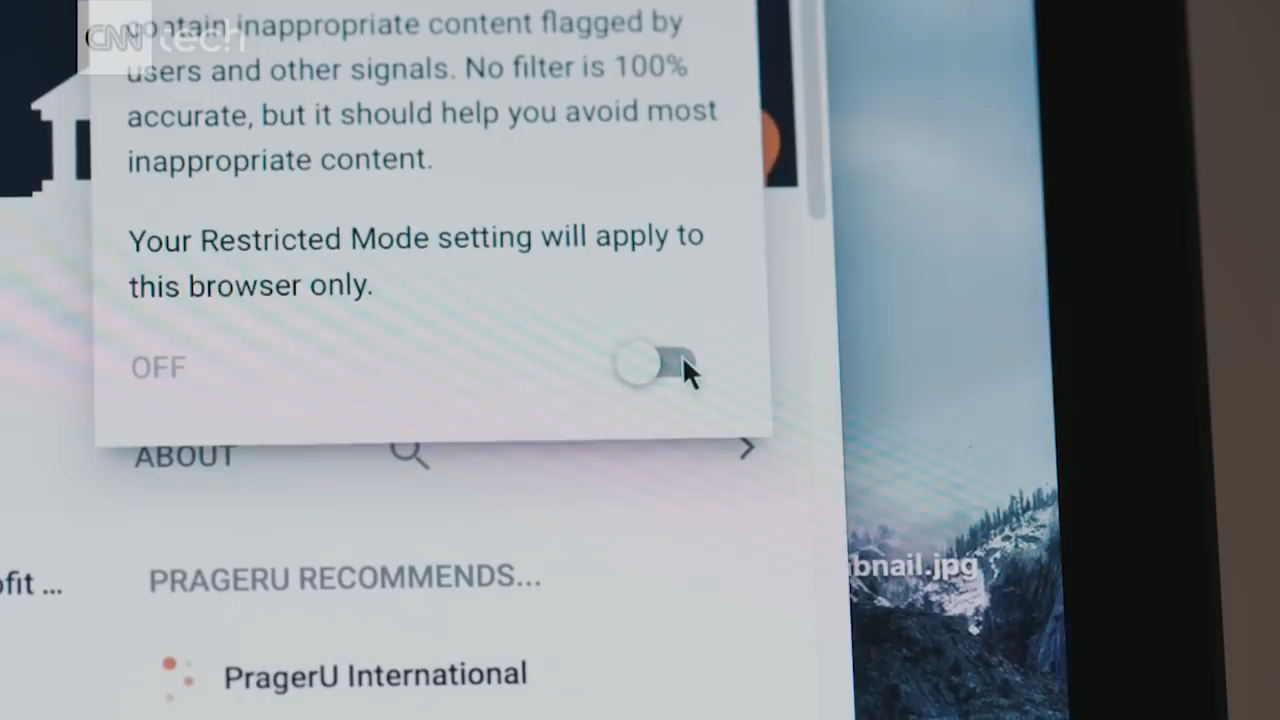 CNN tech
contain inappropriate content flagged by
users and other signals. No filter is 100%
accurate, but it should help you avoid most
inappropriate content.
Your Restricted Mode setting will apply to
this browser only.
OFF
ABOUT
ofit ...
PRAGERU RECOMMENDS...
bnail.jpg
PragerU International